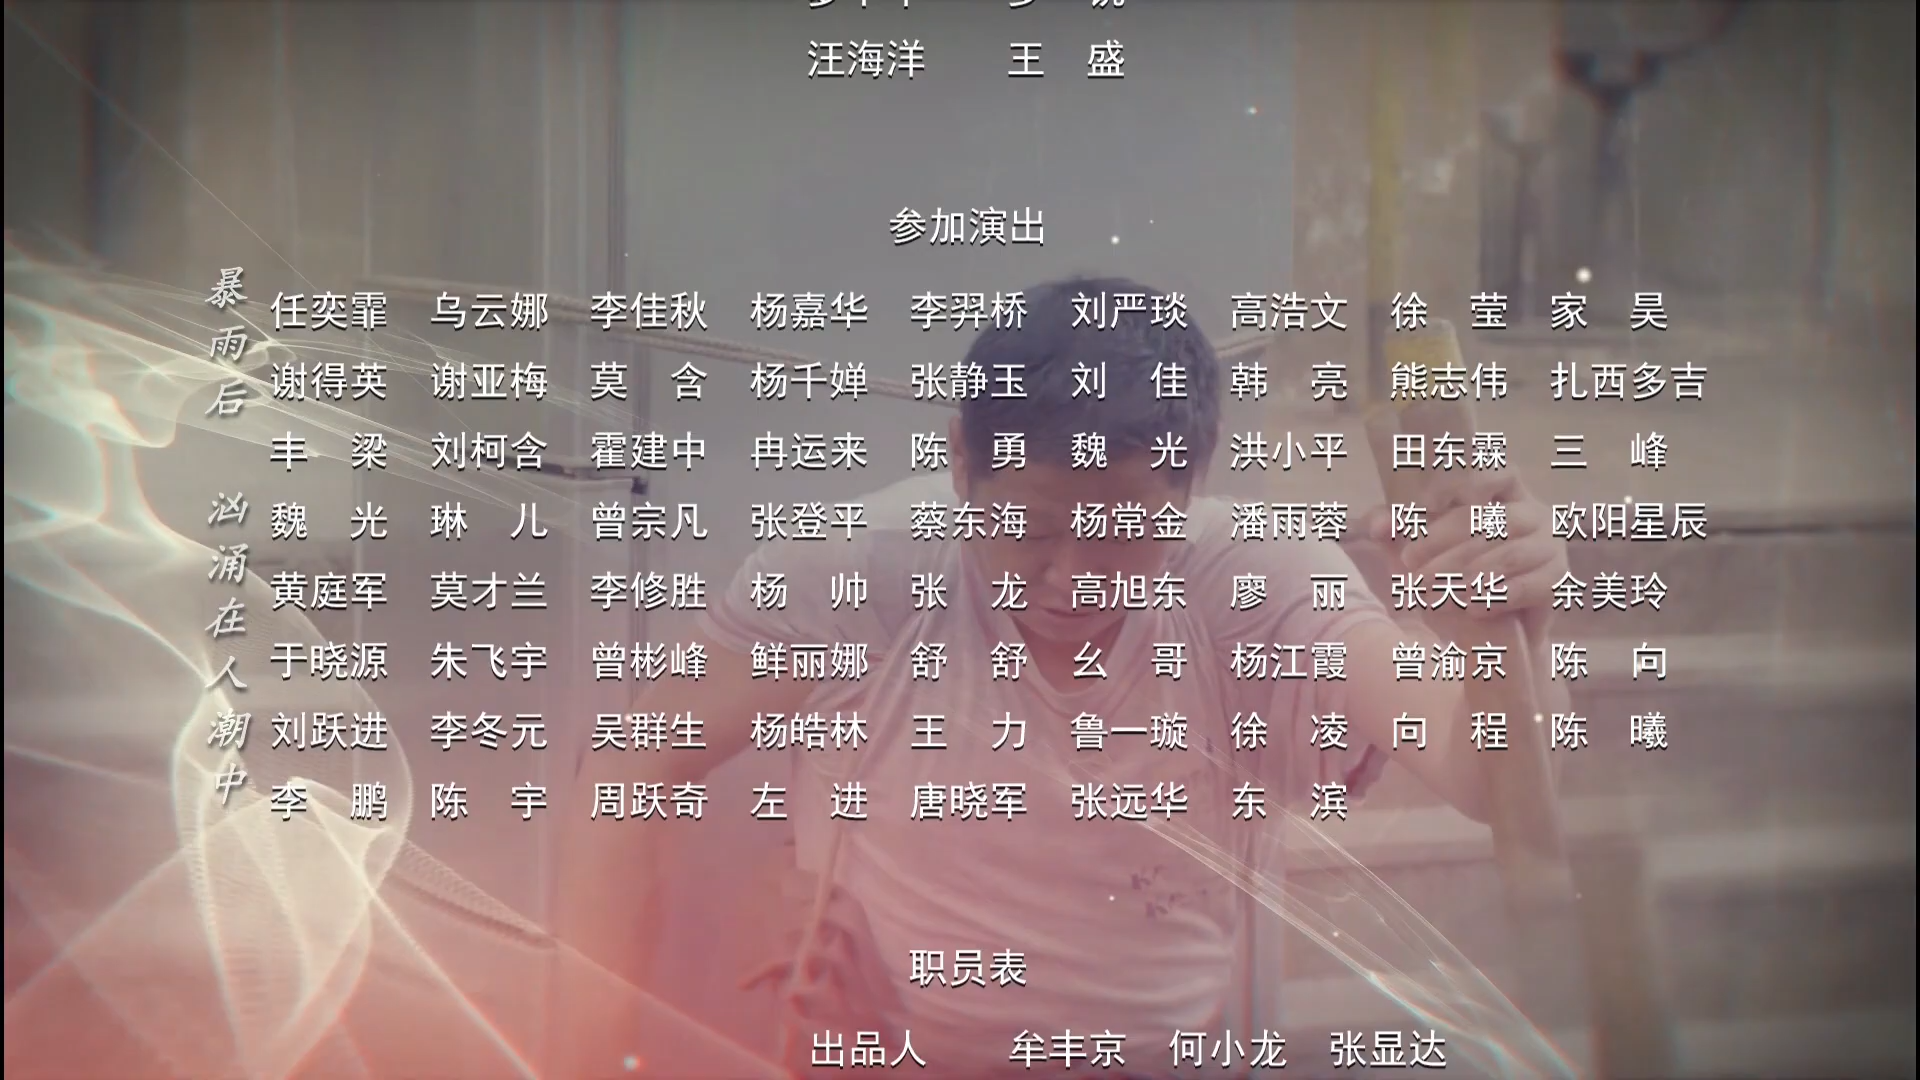 汪海洋　　王　盛
参加演出
任奕霏　乌云娜　李佳秋　杨嘉华　李羿桥　刘严琰　高浩文　徐　莹　家　昊
谢得英　谢亚梅　莫　含　杨千婵　张静玉　刘　佳　韩　亮　熊志伟　扎西多吉
丰　梁　刘柯含　霍建中　冉运来　陈　勇　魏　光　洪小平　田东霖　三　峰
魏　光　琳　儿　曾宗凡　张登平　蔡东海　杨常金　潘雨蓉　陈　曦　欧阳星辰
黄庭军　莫才兰　李修胜　杨　帅　张　龙　高旭东　廖　丽　张天华　余美玲
于晓源　朱飞宇　曾彬峰　鲜丽娜　舒　舒　幺　哥　杨江霞　曾渝京　陈　向
刘跃进　李冬元　吴群生　杨皓林　王　力　鲁一璇　徐　凌　向　程　陈　曦
李　鹏　陈　宇　周跃奇　左　进　唐晓军　张远华　东　滨
暴雨后　汹涌在人潮中
职员表
出品人　　牟丰京　何小龙　张显达